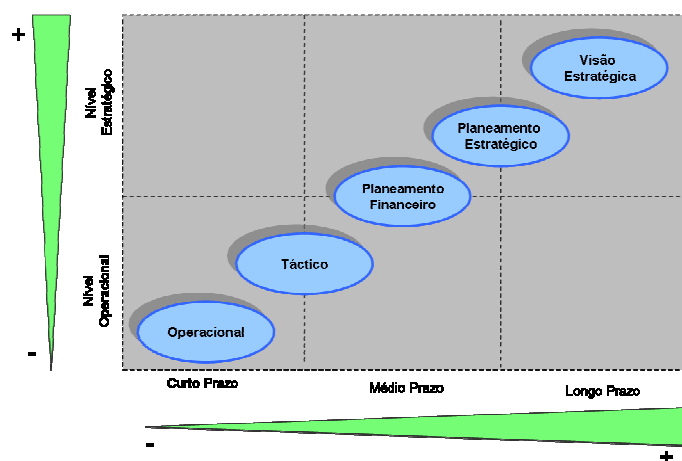 +
Nível
Estratégico
Visão
Estratégica
Planeamento
Estratégico
Planeamento
Financeiro
Táctico
Nível
Operacional
Operacional
-
Curto Prazo
Médio Prazo
Longo Prazo
-
+